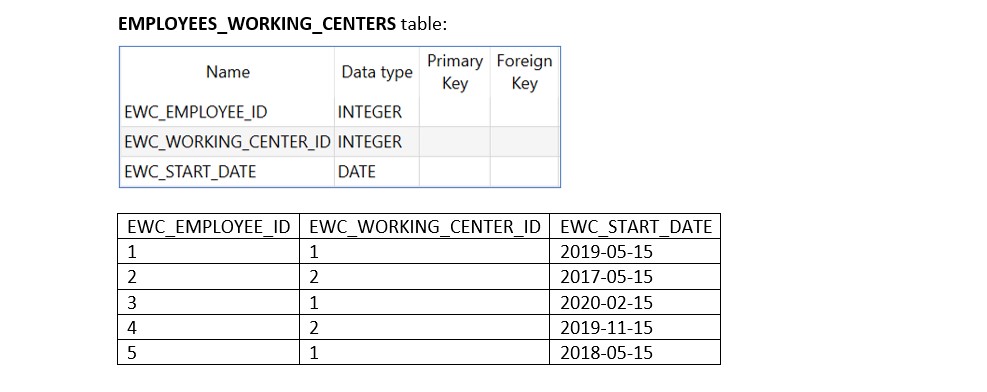 EMPLOYEES_WORKING_CENTERS table:
Name Data type Primary Key Foreign Key
EWC_EMPLOYEE_ID INTEGER
EWC_WORKING_CENTER_ID INTEGER
EWC_START_DATE DATE
EWC_EMPLOYEE_ID EWC_WORKING_CENTER_ID EWC_START_DATE
1 1 2019-05-15
2 2 2017-05-15
3 1 2020-02-15
4 2 2019-11-15
5 1 2018-05-15